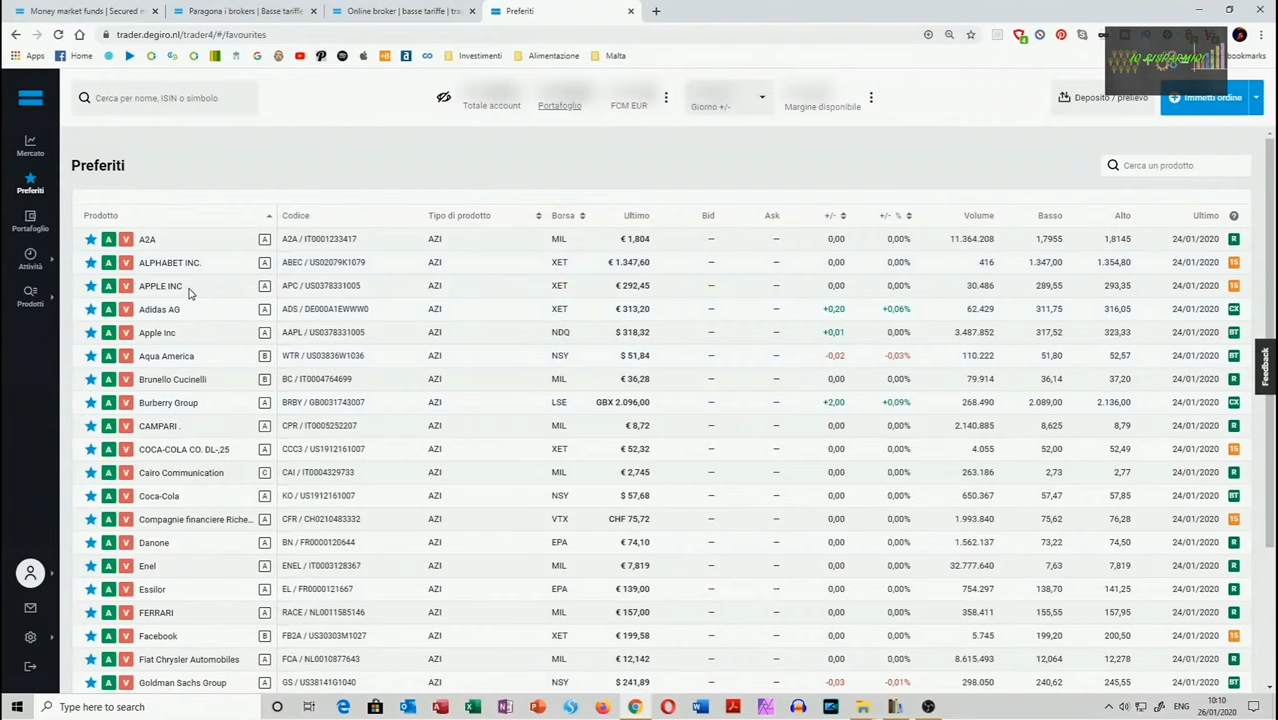 Money market funds | Secured m
Paragona i brokers | Basse tariffe
Online broker | basse tariffe | tra
Preferiti
trader.degiro.nl/trader4/#/favourites
Apps
Home
Investimenti
Alimentazione
Malta
IQ RISPARMIO
Cerca per nome, ISIN o simbolo
Totale account
Portafoglio
FCM EUR
Giorno +/-
Margine disponibile
Deposito / prelievo
Immetti ordine
Mercato
Preferiti
Portafoglio
Attività
Prodotti
Preferiti
Cerca un prodotto
Prodotto Codice Tipo di prodotto Borsa Ultimo Bid Ask +/- +/- % Volume Basso Alto Ultimo
A V A2A A A2A / IT0001233417 AZI MIL € 1,804 — — 0,00 0,00% 11.364.208 1,7955 1,8145 24/01/2020 R
A V ALPHABET INC. A ABEC / US02079K1079 AZI XET € 1.347,60 — — 0,00 0,00% 416 1.347,00 1.354,80 24/01/2020 15
A V APPLE INC A APC / US0378331005 AZI XET € 292,45 — — 0,00 0,00% 30.486 289,55 293,35 24/01/2020 15
A V Adidas AG A ADS / DE000A1EWWW0 AZI XET € 313,20 — — +0,20 +0,06% 62.429 311,75 316,05 24/01/2020 CX
A V Apple Inc A AAPL / US0378331005 AZI NDQ $ 318,32 — — +0,01 3.487.852 317,52 323,33 24/01/2020 BT
A V Aqua America B WTR / US03836W1036 AZI NSY $ 51,84 — — -0,02 -0,03% 110.222 51,80 52,57 24/01/2020 BT
A V Brunello Cucinelli B BC / IT0004764699 AZI MIL € 36,28 — — 0,00 0,00% 79.914 36,14 37,20 24/01/2020 R
A V Burberry Group A BRBY / GB0031743007 AZI LSE GBX 2.096,00 — — +2,00 +0,09% 268.490 2.089,00 2.136,00 24/01/2020 CX
A V CAMPARI . A CPR / IT0005252207 AZI MIL € 8,72 — — 0,00 0,00% 2.140.885 8,625 8,79 24/01/2020 R
A V COCA-COLA CO. DL-,25 A CCC3 / US1912161007 AZI XET € 52,32 — — 0,00 0,00% 4.055 52,00 52,49 24/01/2020 15
A V Cairo Communication C CAI / IT0004329733 AZI MIL € 2,745 — — 0,00 0,00% 263.186 2,73 2,77 24/01/2020 R
A V Coca-Cola A KO / US1912161007 AZI NSY $ 57,68 — — 0,00 0,00% 650.367 57,47 57,85 24/01/2020 BT
A V Compagnie financiere Riche... A CFR / CH0210483332 AZI VTX CHF 75,72 — — 0,00 0,00% 1.993.840 75,62 76,28 24/01/2020 15
A V Danone A BN / FR0000120644 AZI EPA € 74,10 — — 0,00 0,00% 1.562.137 73,22 74,50 24/01/2020 R
A V Enel A ENEL / IT0003128367 AZI MIL € 7,819 — — 0,00 0,00% 32.777.640 7,63 7,819 24/01/2020 R
A V Essilor A EL / FR0000121667 AZI EPA € 139,00 — — 0,00 0,00% 754.297 138,70 141,25 24/01/2020 R
A V FERRARI A RACE / NL0011585146 AZI MIL € 157,00 — — 0,00 0,00% 358.411 155,55 157,95 24/01/2020 R
A V Facebook B FB2A / US30303M1027 AZI XET € 199,58 — — 0,00 0,00% 5.745 199,20 200,50 24/01/2020 15
A V Fiat Chrysler Automobiles A FCA / NL0010877643 AZI MIL € 12,142 — — 0,00 0,00% 8.615.493 12,064 12,278 24/01/2020 R
A V Goldman Sachs Group A GS / US38141G1040 AZI NSY $ 241,89 — — -0,03 -0,01% 298.050 240,62 245,55 24/01/2020 BT
Feedback
Type here to search
10:10
26/01/2020